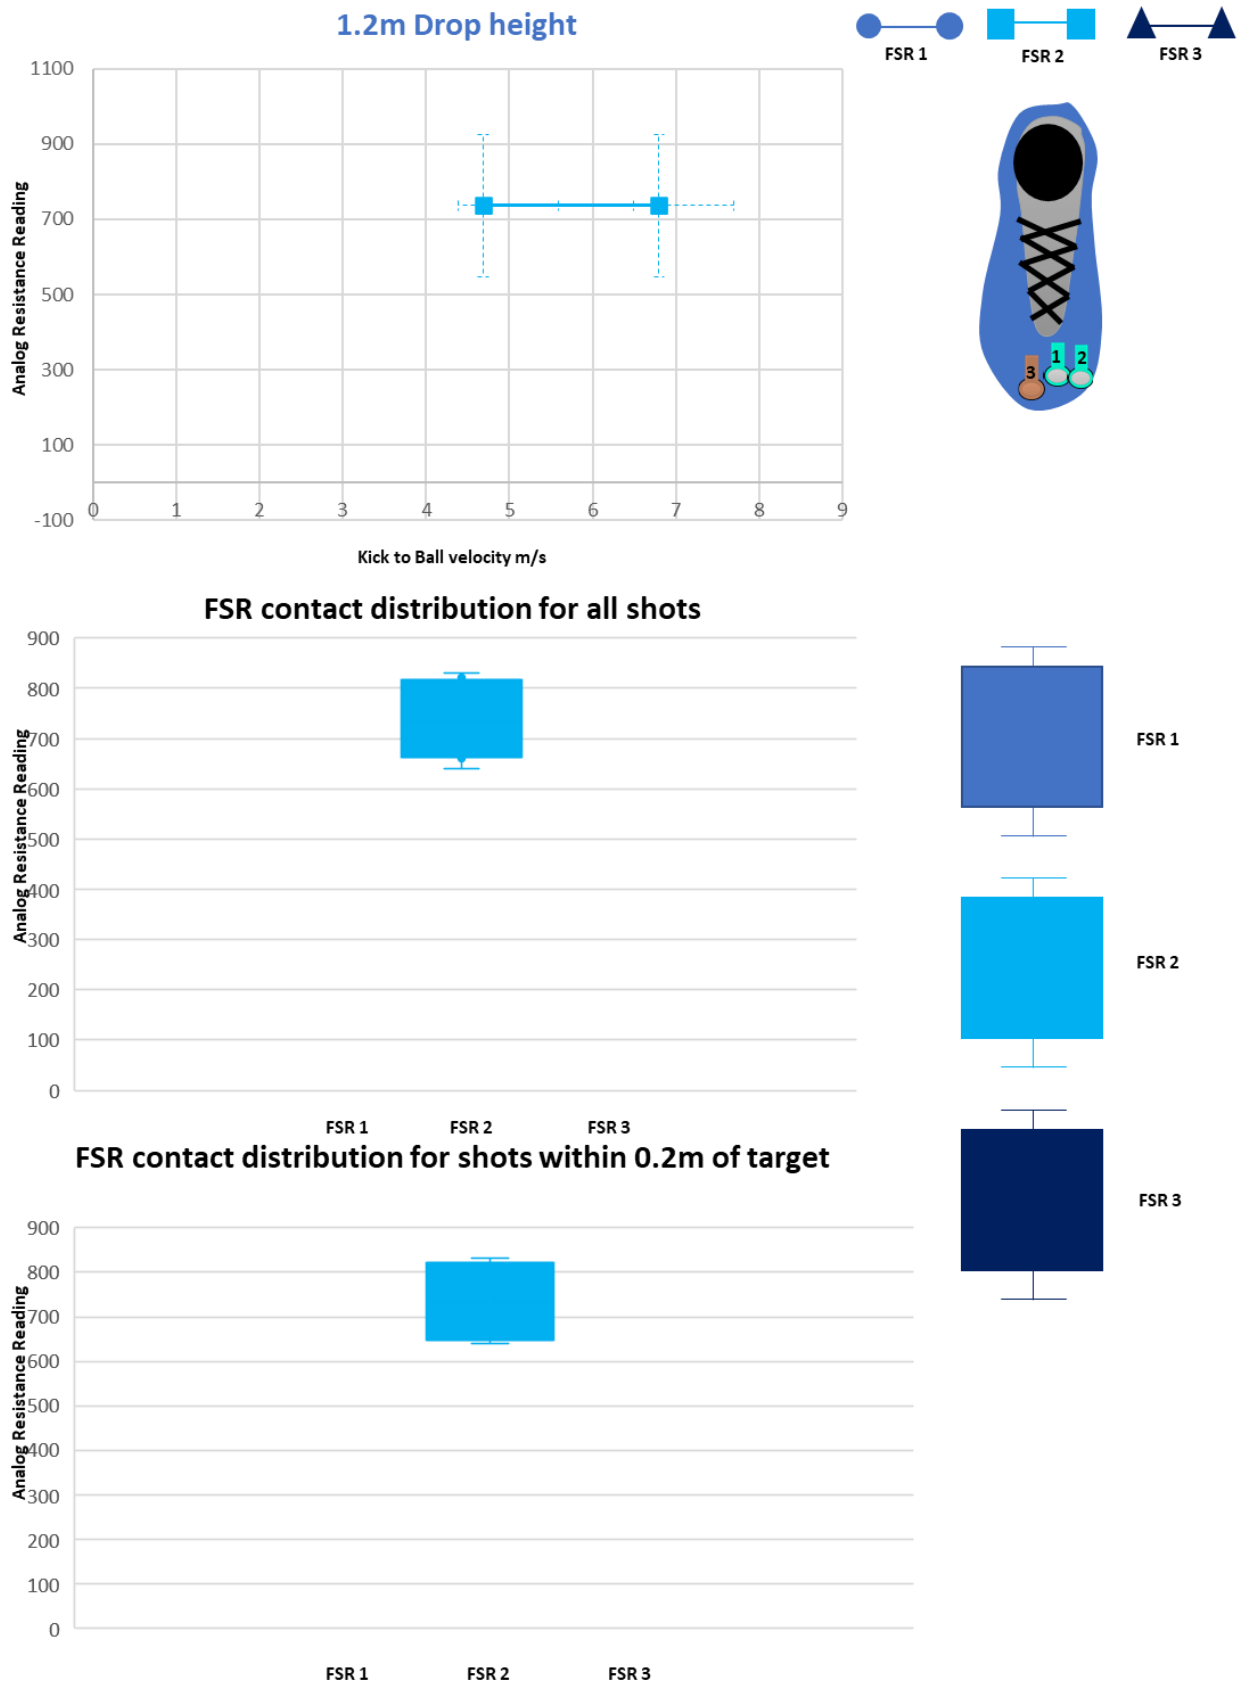 1.2m Drop height
FSR 1
FSR 2
FSR 3
1100
900
700
500
300
100
-100
0 1 2 3 4 5 6 7 8 9
Analog Resistance Reading
Kick to Ball velocity m/s
3 1 2
FSR contact distribution for all shots
900
800
700
600
500
400
300
200
100
0
Analog Resistance Reading
FSR 1 FSR 2 FSR 3
FSR 1
FSR 2
FSR 3
FSR contact distribution for shots within 0.2m of target
900
800
700
600
500
400
300
200
100
0
Analog Resistance Reading
FSR 1 FSR 2 FSR 3